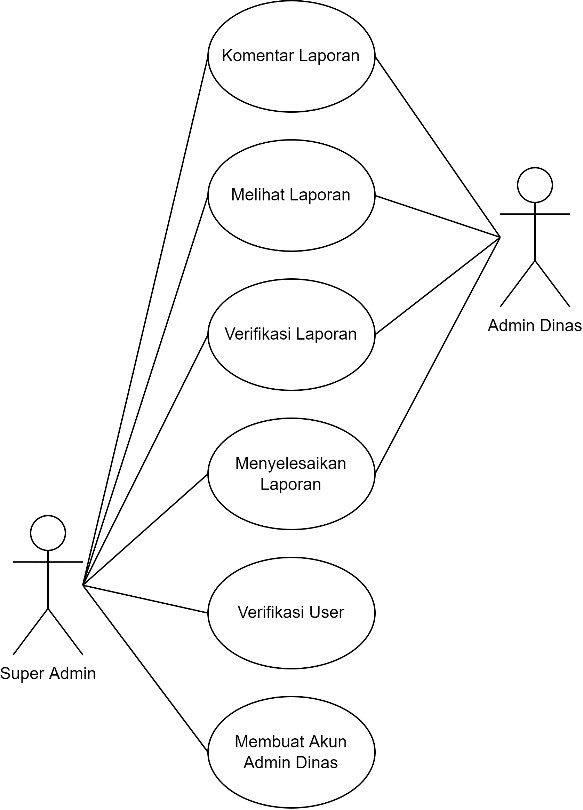 Komentar Laporan
Melihat Laporan
Verifikasi Laporan
Admin Dinas
Menyelesaikan
Laporan
Verifikasi User
Super Admin
Membuat Akun
Admin Dinas